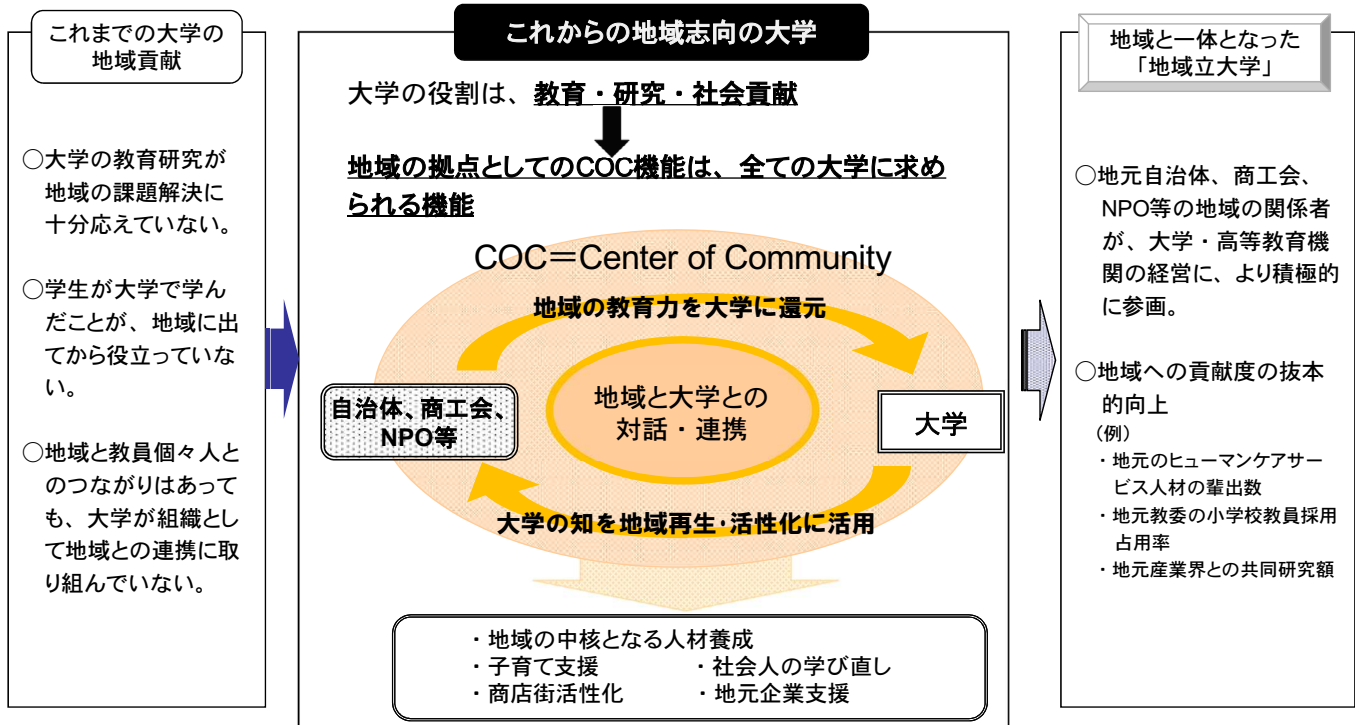 これまでの大学の
地域貢献
○大学の教育研究が
地域の課題解決に
十分応えていない。
○学生が大学で学ん
だことが、地域に出
てから役立っていな
い。
○地域と教員個々人と
のつながりはあって
も、大学が組織とし
て地域との連携に取
り組んでいない。
これからの地域志向の大学
大学の役割は、教育・研究・社会貢献
地域の拠点としてのCOC機能は、全ての大学に求め
られる機能
COC＝Center of Community
地域の教育力を大学に還元
自治体、商工会、
NPO等
地域と大学との
対話・連携
大学
大学の知を地域再生・活性化に活用
・地域の中核となる人材養成
・子育て支援　・社会人の学び直し
・商店街活性化　・地元企業支援
地域と一体となった
「地域立大学」
○地元自治体、商工会、
NPO等の地域の関係者
が、大学・高等教育機
関の経営に、より積極的
に参画。
○地域への貢献度の抜本
的向上
（例）
・地元のヒューマンケアサー
ビス人材の輩出数
・地元教委の小学校教員採用
占用率
・地元産業界との共同研究額